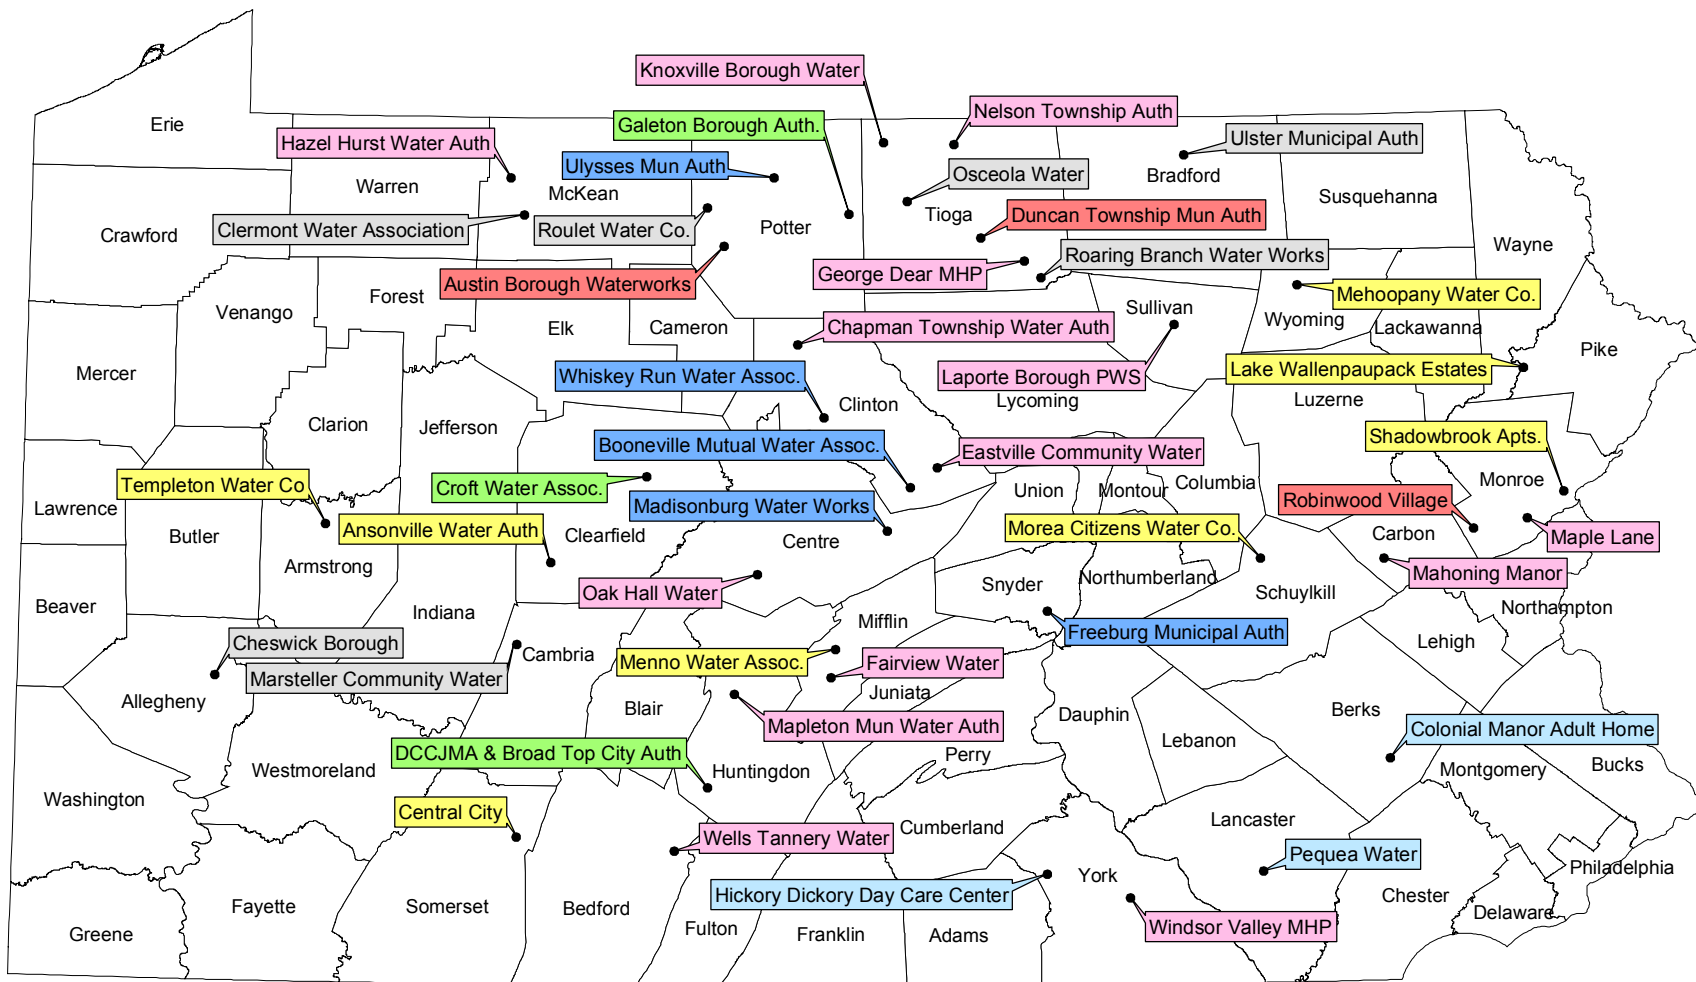 Knoxville Borough Water
Nelson Township Auth
Erie
Galeton Borough Auth.
Ulster Municipal Auth
Hazel Hurst Water Auth
Ulysses Mun Auth
Osceola Water
Bradford
Warren
McKean
Susquehanna
Tioga
Duncan Township Mun Auth
Clermont Water Association
Roulet Water Co.
Potter
Crawford
Wayne
Roaring Branch Water Works
George Dear MHP
Austin Borough Waterworks
Forest
Mehoopany Water Co.
Venango
Sullivan
Wyoming
Elk
Cameron
Chapman Township Water Auth
Lackawanna
Pike
Mercer
Whiskey Run Water Assoc.
Laporte Borough PWS
Lake Wallenpaupack Estates
Lycoming
Luzerne
Clinton
Clarion
Jefferson
Booneville Mutual Water Assoc.
Eastville Community Water
Shadowbrook Apts.
Templeton Water Co
Croft Water Assoc.
Union
Montour
Columbia
Monroe
Lawrence
Madisonburg Water Works
Robinwood Village
Butler
Ansonville Water Auth
Clearfield
Centre
Morea Citizens Water Co.
Carbon
Maple Lane
Armstrong
Oak Hall Water
Snyder
Northumberland
Schuylkill
Mahoning Manor
Beaver
Indiana
Northampton
Mifflin
Freeburg Municipal Auth
Lehigh
Cheswick Borough
Cambria
Menno Water Assoc.
Fairview Water
Marsteller Community Water
Juniata
Allegheny
Blair
Mapleton Mun Water Auth
Dauphin
Berks
Colonial Manor Adult Home
Lebanon
DCCJMA & Broad Top City Auth
Perry
Westmoreland
Huntingdon
Montgomery
Bucks
Washington
Central City
Cumberland
Lancaster
Wells Tannery Water
Pequea Water
Philadelphia
Hickory Dickory Day Care Center
York
Chester
Fayette
Somerset
Bedford
Delaware
Greene
Fulton
Franklin
Adams
Windsor Valley MHP